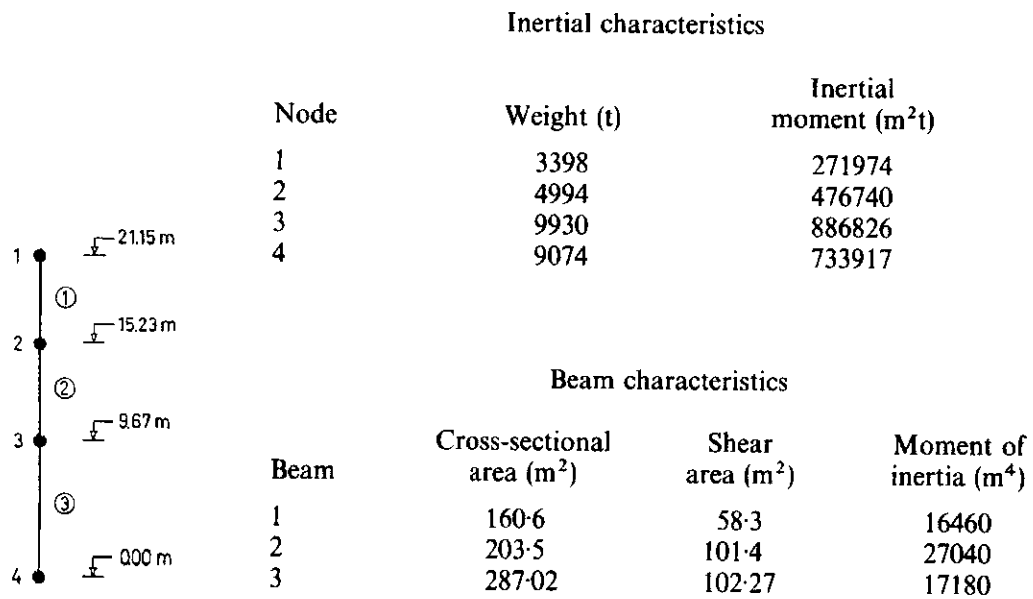 Inertial characteristics
Node Weight (t) Inertial moment (m²t)
1 3398 271974
2 4994 476740
3 9930 886826
4 9074 733917
1 21.15 m
①
2 15.23 m
②
3 9.67 m
③
4 0.00 m
Beam characteristics
Beam Cross-sectional area (m²) Shear area (m²) Moment of inertia (m⁴)
1 160·6 58·3 16460
2 203·5 101·4 27040
3 287·02 102·27 17180